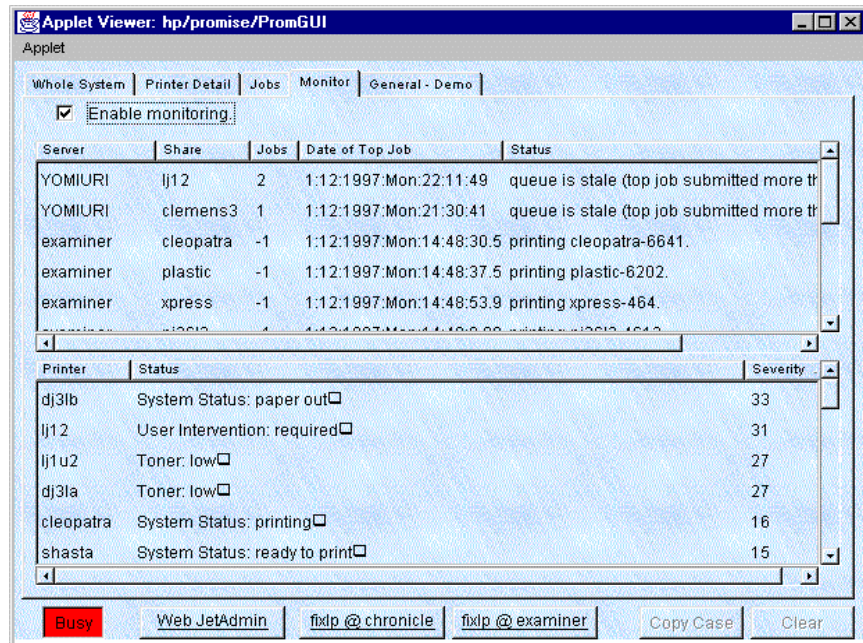 Applet Viewer: hp/promise/PromGUI
Applet
Whole System Printer Detail Jobs Monitor General - Demo
Enable monitoring.
Server Share Jobs Date of Top Job Status
YOMIURI lj12 2 1:12:1997:Mon:22:11:49 queue is stale (top job submitted more th
YOMIURI clemens3 1 1:12:1997:Mon:21:30:41 queue is stale (top job submitted more th
examiner cleopatra -1 1:12:1997:Mon:14:48:30.5 printing cleopatra-6641.
examiner plastic -1 1:12:1997:Mon:14:48:37.5 printing plastic-6202.
examiner xpress -1 1:12:1997:Mon:14:48:53.9 printing xpress-464.
Printer Status Severity
dj3lb System Status: paper out 33
lj12 User Intervention: required 31
lj1u2 Toner: low 27
dj3la Toner: low 27
cleopatra System Status: printing 16
shasta System Status: ready to print 15
Busy Web JetAdmin fixlp @ chronicle fixlp @ examiner Copy Case Clear